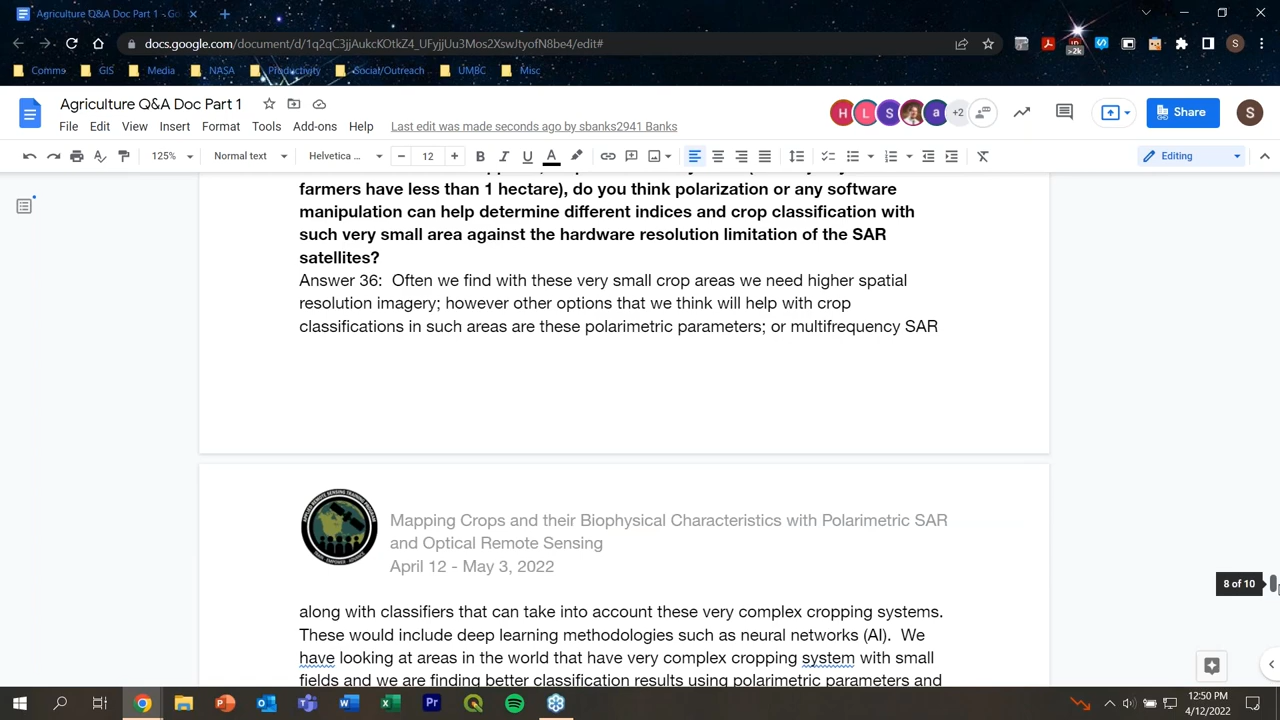 Agriculture Q&A Doc Part 1 - Go
docs.google.com/document/d/1q2qC3jjAukcKOtkZ4_UFyjjUu3Mos2XswJtyofN8be4/edit#
>2k
S
Comms
GIS
Media
NASA
Productivity
Social/Outreach
UMBC
Misc
Agriculture Q&A Doc Part 1
H
L
S
a
+2
Share
S
File Edit View Insert Format Tools Add-ons Help Last edit was made seconds ago by sbanks2941 Banks
125% Normal text Helvetica ... 12 B I U A Editing
farmers have less than 1 hectare), do you think polarization or any software
manipulation can help determine different indices and crop classification with
such very small area against the hardware resolution limitation of the SAR
satellites?
Answer 36: Often we find with these very small crop areas we need higher spatial
resolution imagery; however other options that we think will help with crop
classifications in such areas are these polarimetric parameters; or multifrequency SAR
Mapping Crops and their Biophysical Characteristics with Polarimetric SAR
and Optical Remote Sensing
April 12 - May 3, 2022
8 of 10
along with classifiers that can take into account these very complex cropping systems.
These would include deep learning methodologies such as neural networks (AI). We
have looking at areas in the world that have very complex cropping system with small
fields and we are finding better classification results using polarimetric parameters and
12:50 PM
4/12/2022